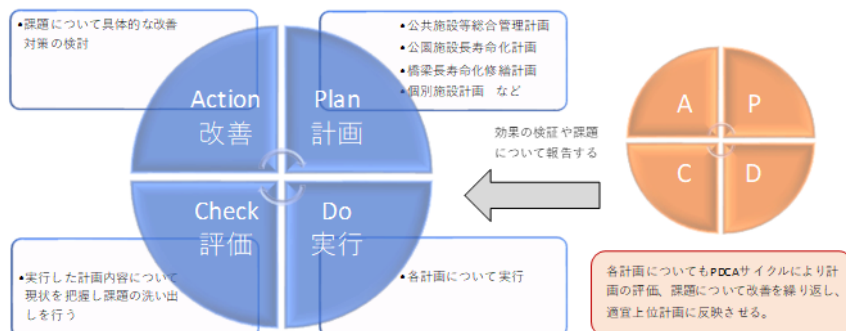 •課題について具体的な改善
対策の検討
•公共施設等総合管理計画
•公園施設長寿命化計画
•橋梁長寿命化修繕計画
•個別施設計画　など
Action
改善
Plan
計画
Check
評価
Do
実行
•実行した計画内容について
現状を把握し課題の洗い出
しを行う
•各計画について実行
効果の検証や課題
について報告する
A
P
C
D
各計画についてもPDCAサイクルにより計
画の評価、課題について改善を繰り返し、
適宜上位計画に反映させる。